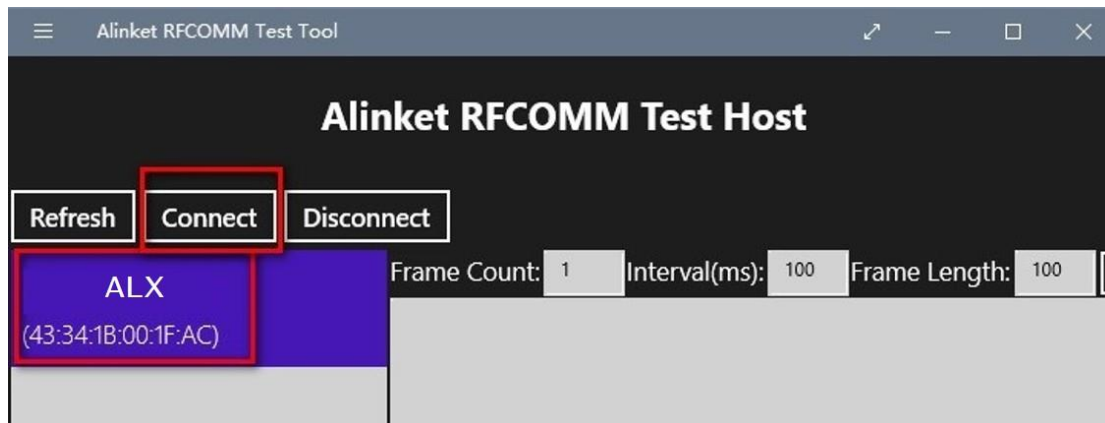 Alinket RFCOMM Test Tool
Alinket RFCOMM Test Host
Refresh Connect Disconnect
ALX
(43:34:1B:00:1F:AC)
Frame Count: 1 Interval(ms): 100 Frame Length: 100